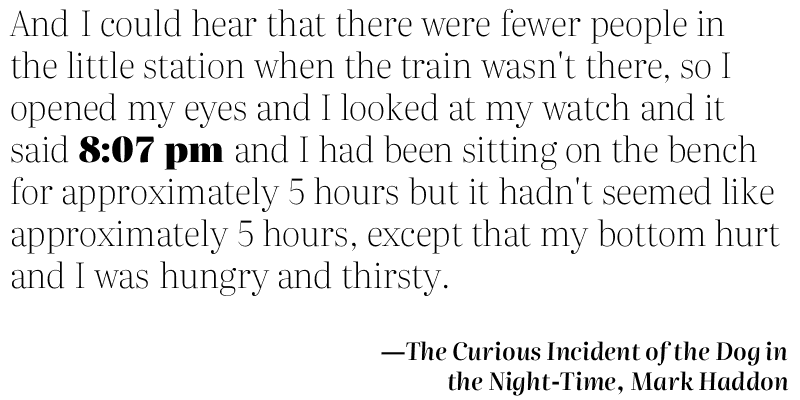 And I could hear that there were fewer people in
the little station when the train wasn't there, so I
opened my eyes and I looked at my watch and it
said 8:07 pm and I had been sitting on the bench
for approximately 5 hours but it hadn't seemed like
approximately 5 hours, except that my bottom hurt
and I was hungry and thirsty.
—The Curious Incident of the Dog in
the Night-Time, Mark Haddon